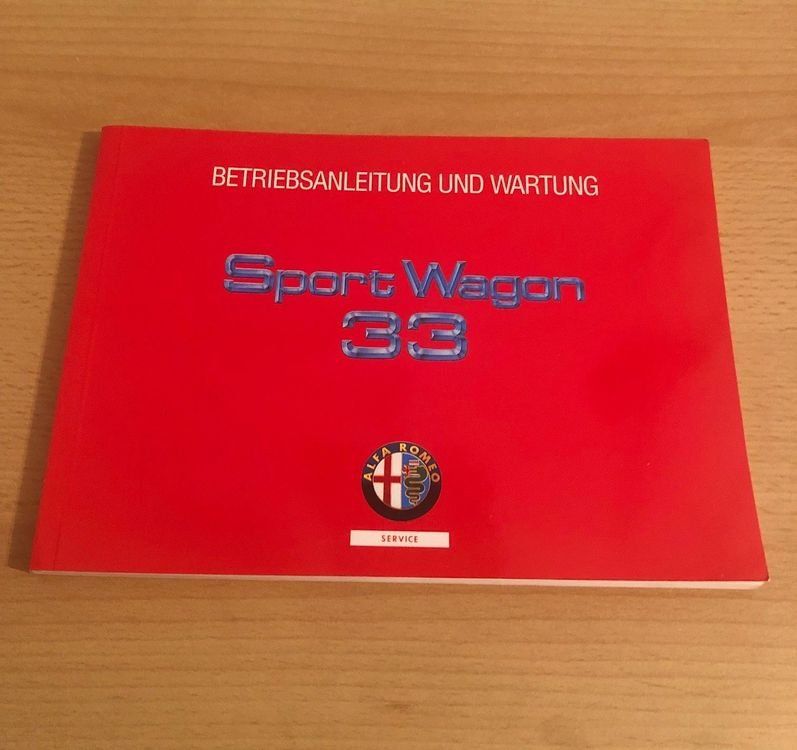 BETRIEBSANLEITUNG UND WARTUNG
Sport Wagon
33
ALFA ROMEO
SERVICE